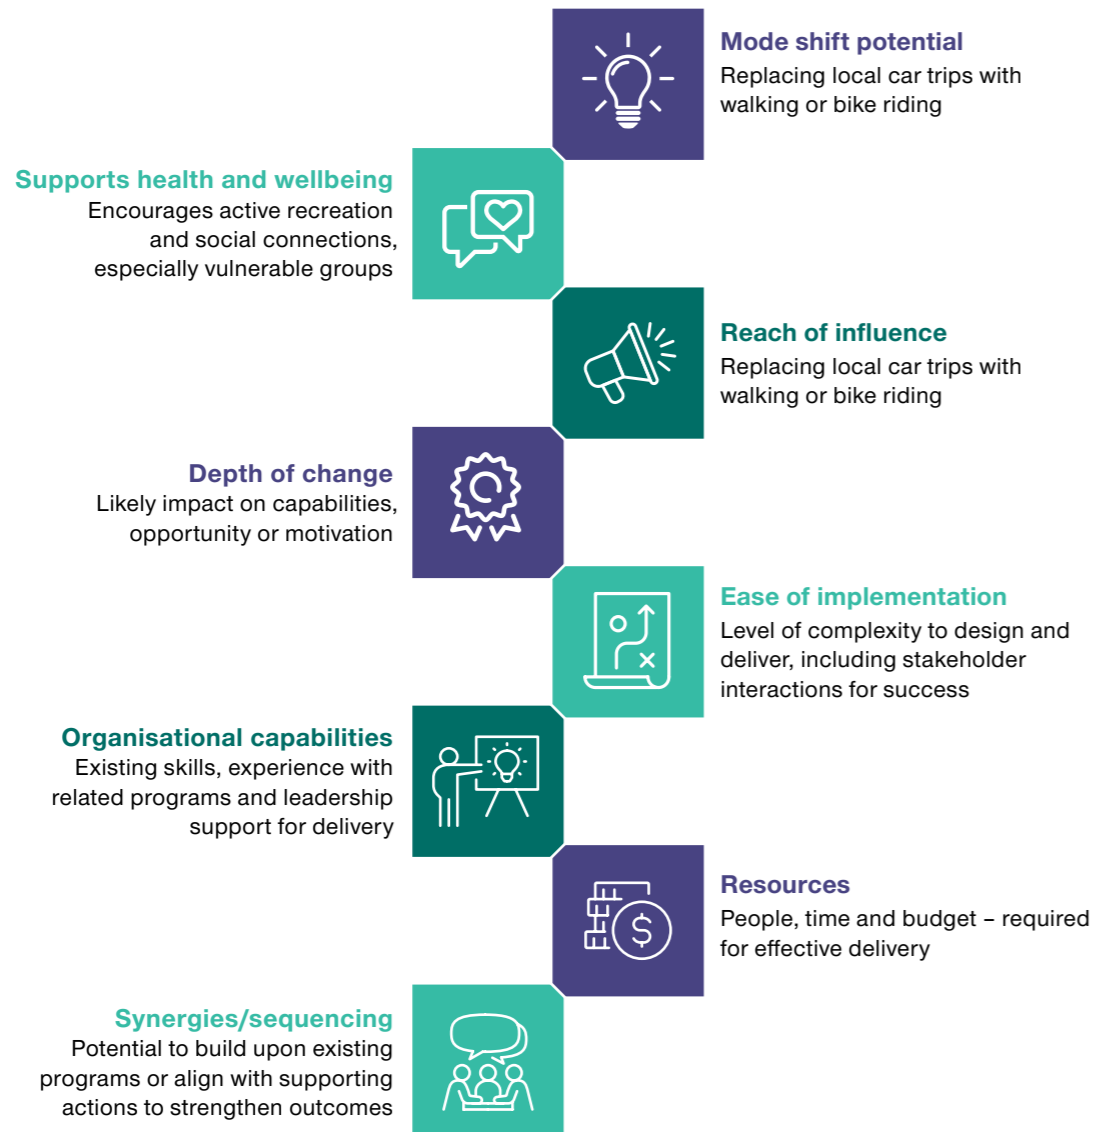 Mode shift potential
Replacing local car trips with
walking or bike riding
Supports health and wellbeing
Encourages active recreation
and social connections,
especially vulnerable groups
Reach of influence
Replacing local car trips with
walking or bike riding
Depth of change
Likely impact on capabilities,
opportunity or motivation
Ease of implementation
Level of complexity to design and
deliver, including stakeholder
interactions for success
Organisational capabilities
Existing skills, experience with
related programs and leadership
support for delivery
Resources
People, time and budget – required
for effective delivery
Synergies/sequencing
Potential to build upon existing
programs or align with supporting
actions to strengthen outcomes
$